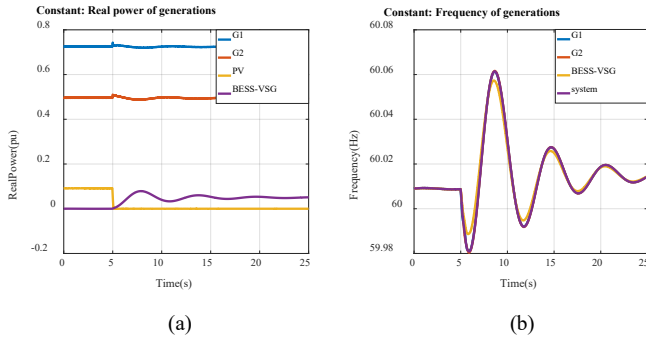 Constant: Real power of generations
0.8
0.6
0.4
0.2
0
-0.2
RealPower(pu)
0 5 10 15 20 25
Time(s)
G1
G2
PV
BESS-VSG
(a)
Constant: Frequency of generations
60.08
60.06
60.04
60.02
60
59.98
Frequency(Hz)
0 5 10 15 20 25
Time(s)
G1
G2
BESS-VSG
system
(b)